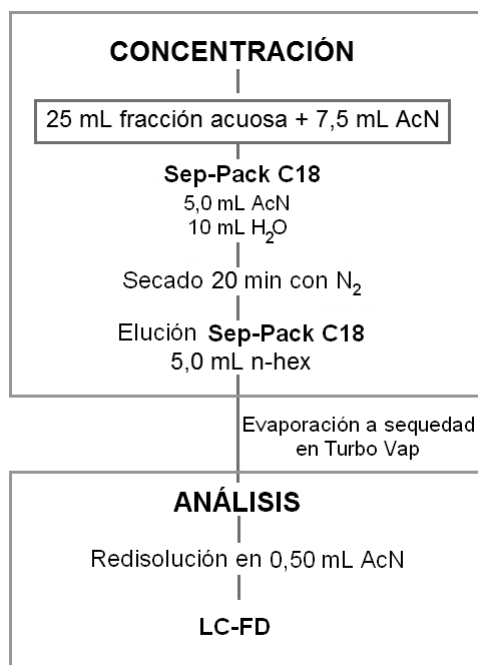 CONCENTRACIÓN
25 mL fracción acuosa + 7,5 mL AcN
Sep-Pack C18
5,0 mL AcN
10 mL H₂O
Secado 20 min con N₂
Elución Sep-Pack C18
5,0 mL n-hex
Evaporación a sequedad
en Turbo Vap
ANÁLISIS
Redisolución en 0,50 mL AcN
LC-FD